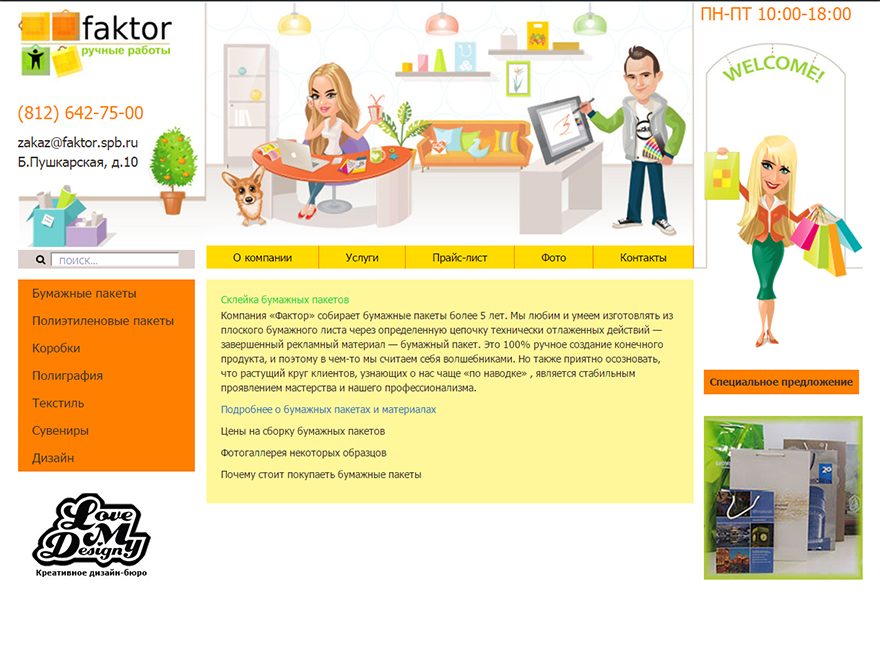 faktor
ручные работы
(812) 642-75-00
zakaz@faktor.spb.ru
Б.Пушкарская, д.10
ПН-ПТ 10:00-18:00
WELCOME!
поиск...
О компании
Услуги
Прайс-лист
Фото
Контакты
Бумажные пакеты
Полиэтиленовые пакеты
Коробки
Полиграфия
Текстиль
Сувениры
Дизайн
Love
My
Design
Креативное дизайн-бюро
Склейка бумажных пакетов
Компания «Фактор» собирает бумажные пакеты более 5 лет. Мы любим и умеем изготовлять из
плоского бумажного листа через определенную цепочку технически отлаженных действий —
завершенный рекламный материал — бумажный пакет. Это 100% ручное создание конечного
продукта, и поэтому в чем-то мы считаем себя волшебниками. Но также приятно осозновать,
что растущий круг клиентов, узнающих о нас чаще «по наводке» , является стабильным
проявлением мастерства и нашего профессионализма.
Подробнее о бумажных пакетах и материалах
Цены на сборку бумажных пакетов
Фотогаллерея некоторых образцов
Почему стоит покупаеть бумажные пакеты
Специальное предложение
20